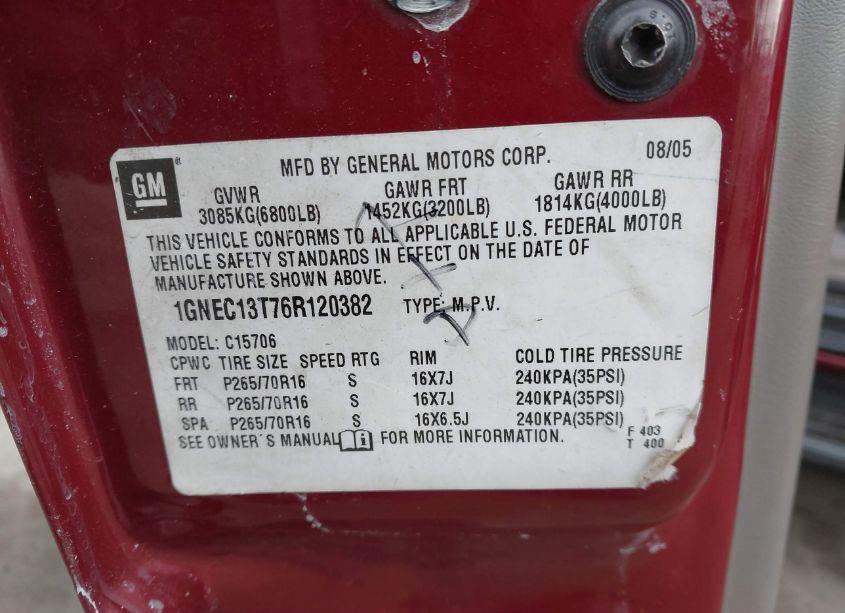 GM
MFD BY GENERAL MOTORS CORP. 08/05
GVWR GAWR FRT GAWR RR
3085KG(6800LB) 1452KG(3200LB) 1814KG(4000LB)
THIS VEHICLE CONFORMS TO ALL APPLICABLE U.S. FEDERAL MOTOR
VEHICLE SAFETY STANDARDS IN EFFECT ON THE DATE OF
MANUFACTURE SHOWN ABOVE.
1GNEC13T76R120382 TYPE: M.P.V.
MODEL: C15706
CPWC TIRE SIZE SPEED RTG RIM COLD TIRE PRESSURE
FRT P265/70R16 S 16X7J 240KPA(35PSI)
RR P265/70R16 S 16X7J 240KPA(35PSI)
SPA P265/70R16 S 16X6.5J 240KPA(35PSI)
SEE OWNER'S MANUAL FOR MORE INFORMATION.
F 403
T 400